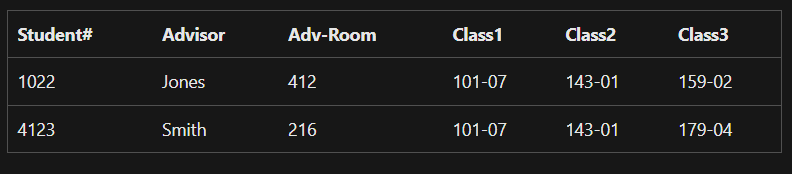 Student# Advisor Adv-Room Class1 Class2 Class3
1022 Jones 412 101-07 143-01 159-02
4123 Smith 216 101-07 143-01 179-04